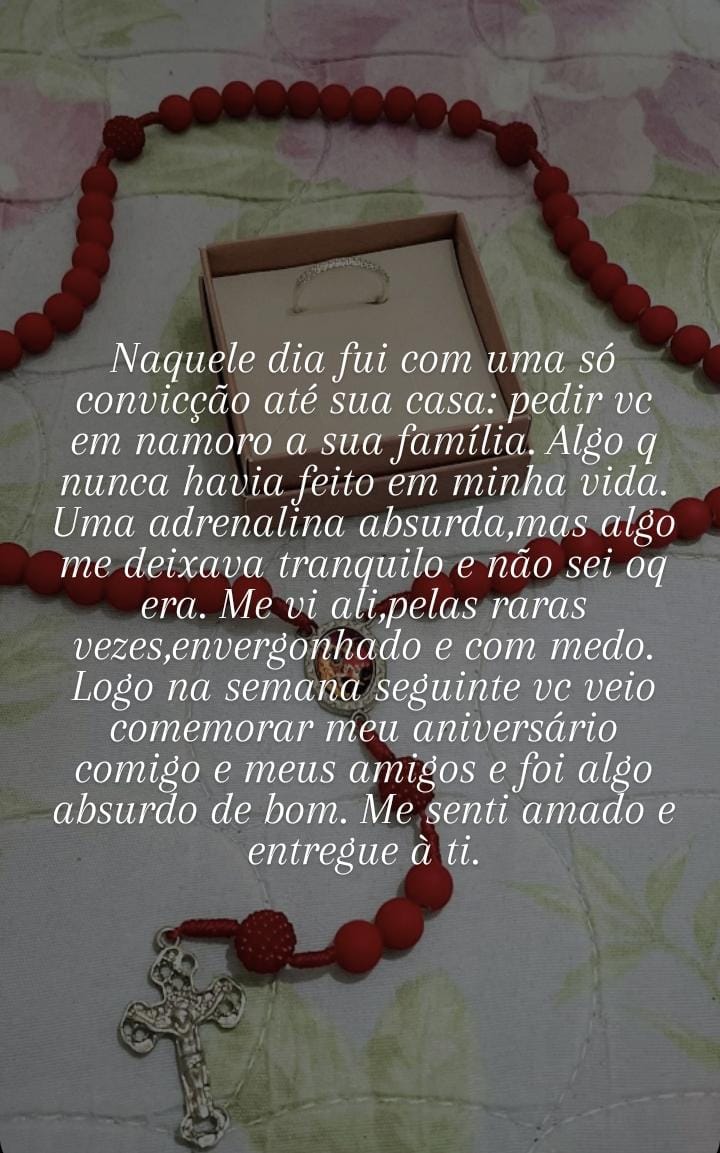 Naquele dia fui com uma só
convicção até sua casa: pedir vc
em namoro a sua família. Algo q
nunca havia feito em minha vida.
Uma adrenalina absurda,mas algo
me deixava tranquilo e não sei oq
era. Me vi ali,pelas raras
vezes,envergonhado e com medo.
Logo na semana seguinte vc veio
comemorar meu aniversário
comigo e meus amigos e foi algo
absurdo de bom. Me senti amado e
entregue à ti.